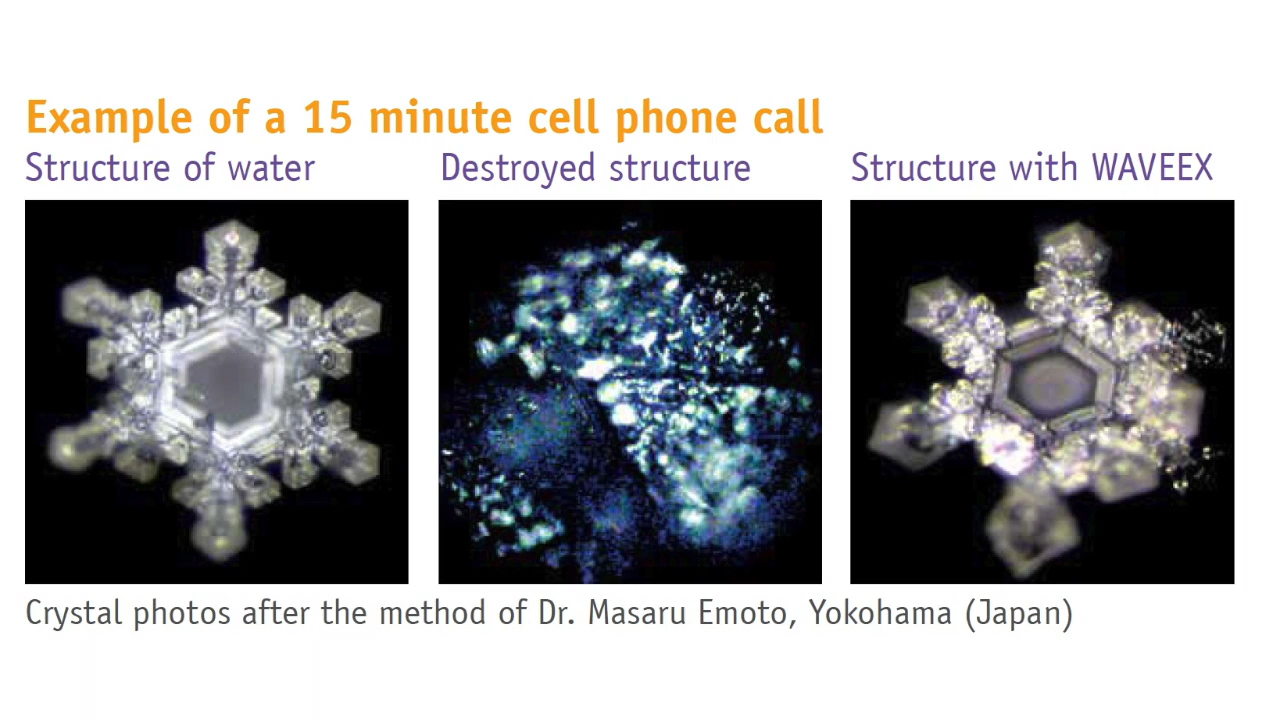 Example of a 15 minute cell phone call
Structure of water
Destroyed structure
Structure with WAVEEX
Crystal photos after the method of Dr. Masaru Emoto, Yokohama (Japan)